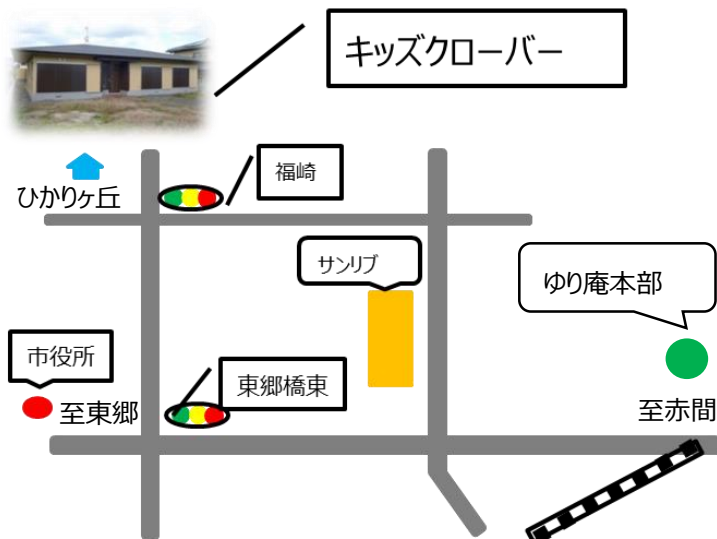 キッズクローバー
福崎
ひかりヶ丘
サンリブ
ゆり庵本部
市役所
東郷橋東
至東郷
至赤間